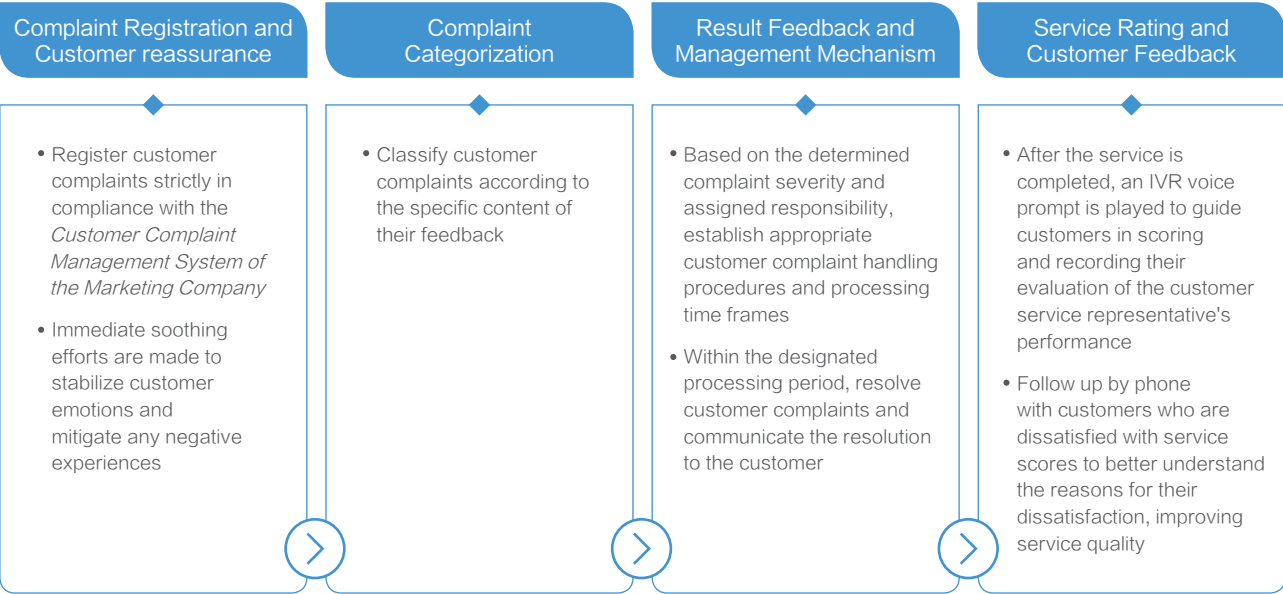 Complaint Registration and
Customer reassurance
• Register customer
complaints strictly in
compliance with the
Customer Complaint
Management System of
the Marketing Company
• Immediate soothing
efforts are made to
stabilize customer
emotions and
mitigate any negative
experiences
Complaint
Categorization
• Classify customer
complaints according to
the specific content of
their feedback
Result Feedback and
Management Mechanism
• Based on the determined
complaint severity and
assigned responsibility,
establish appropriate
customer complaint handling
procedures and processing
time frames
• Within the designated
processing period, resolve
customer complaints and
communicate the resolution
to the customer
Service Rating and
Customer Feedback
• After the service is
completed, an IVR voice
prompt is played to guide
customers in scoring
and recording their
evaluation of the customer
service representative's
performance
• Follow up by phone
with customers who are
dissatisfied with service
scores to better understand
the reasons for their
dissatisfaction, improving
service quality